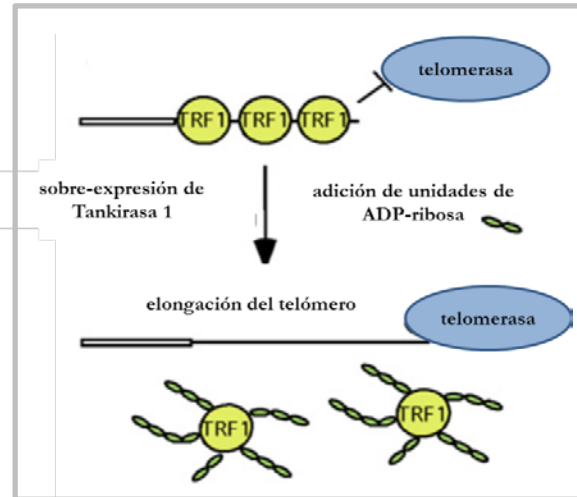 telomerasa
TRF1 TRF1 TRF1
sobre-expresión de
Tankirasa 1
adición de unidades de
ADP-ribosa
elongación del telómero
telomerasa
TRF1
TRF1